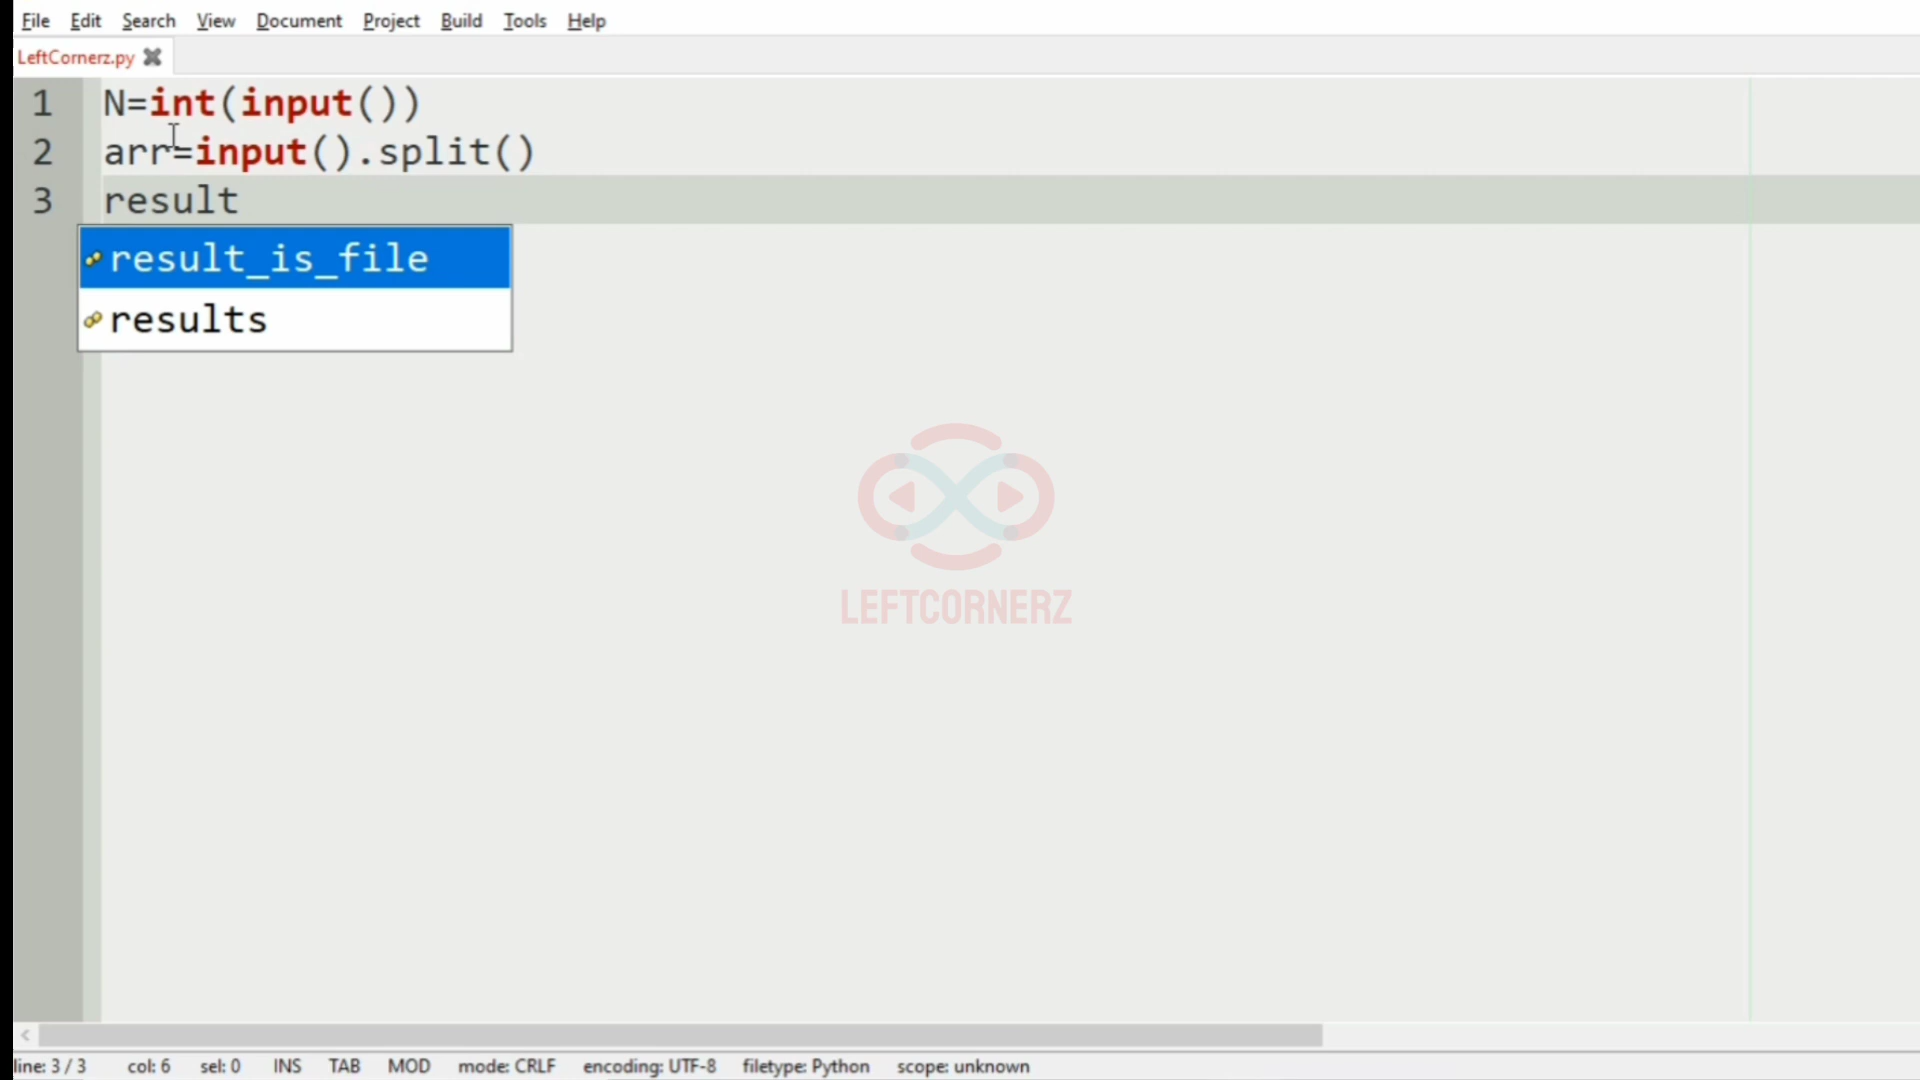 File Edit Search View Document Project Build Tools Help
LeftCornerz.py
1 N=int(input())
2 arr=input().split()
3 result
result_is_file
results
LEFTCORNERZ
line: 3 / 3 col: 6 sel: 0 INS TAB MOD mode: CRLF encoding: UTF-8 filetype: Python scope: unknown